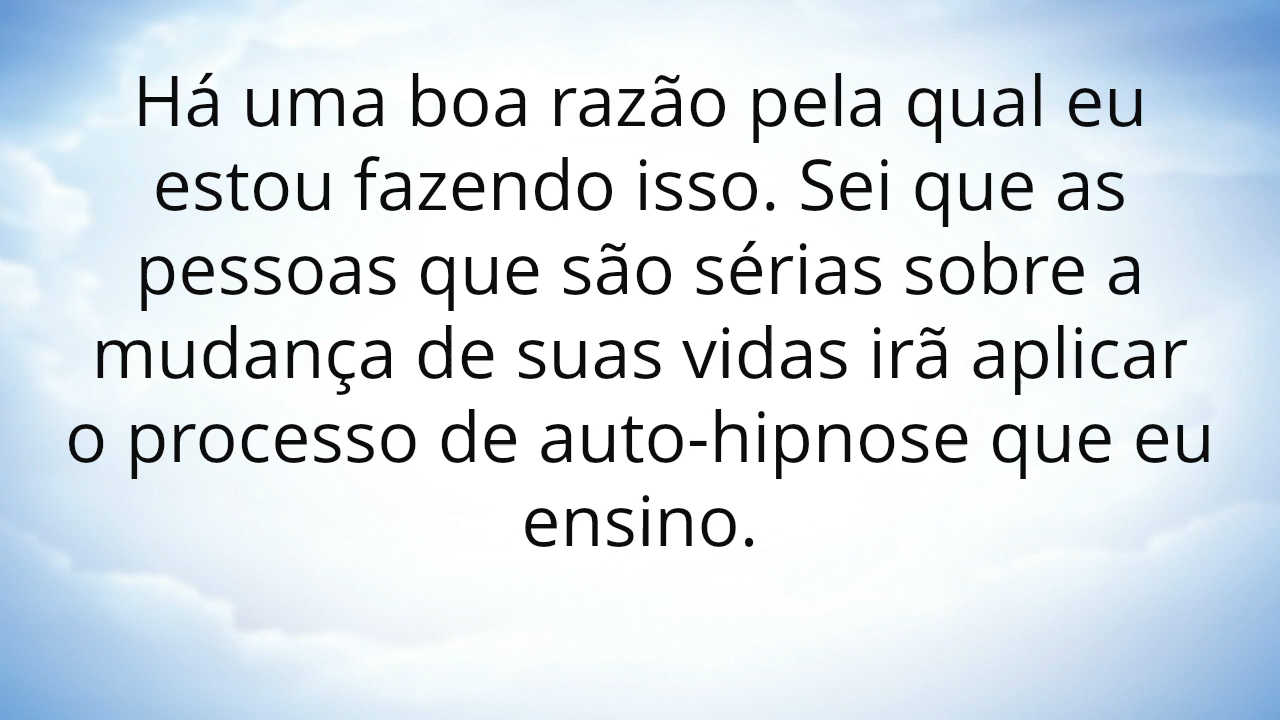 Há uma boa razão pela qual eu
estou fazendo isso. Sei que as
pessoas que são sérias sobre a
mudança de suas vidas irã aplicar
o processo de auto-hipnose que eu
ensino.